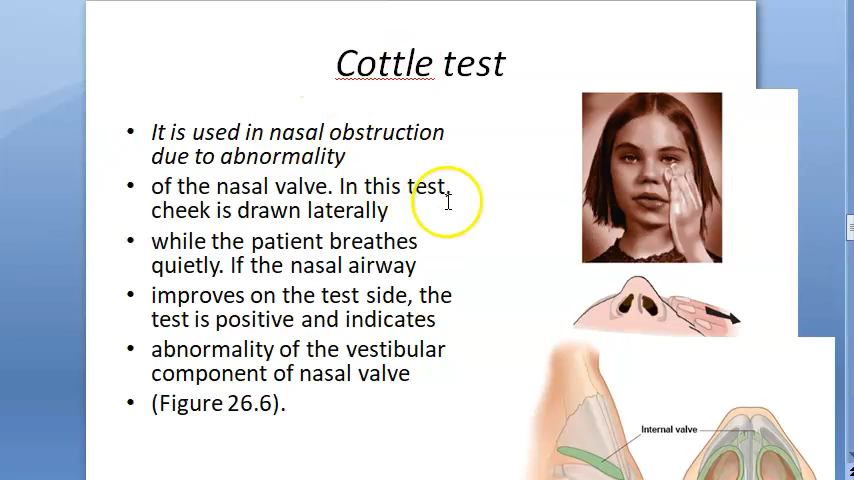 Cottle test
• It is used in nasal obstruction
due to abnormality
• of the nasal valve. In this test,
cheek is drawn laterally
• while the patient breathes
quietly. If the nasal airway
• improves on the test side, the
test is positive and indicates
• abnormality of the vestibular
component of nasal valve
• (Figure 26.6).
Internal valve